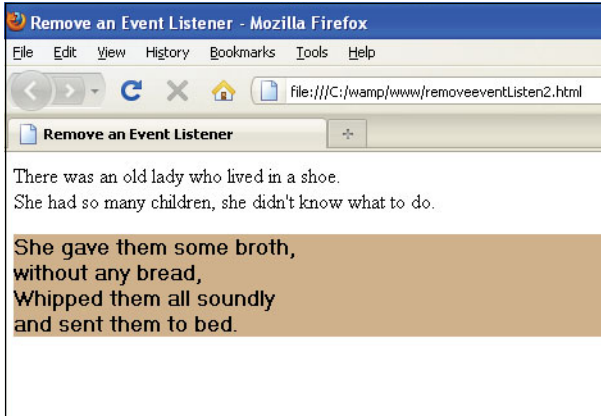 Remove an Event Listener - Mozilla Firefox
File Edit View History Bookmarks Tools Help
file:///C:/wamp/www/removeeventListen2.html
Remove an Event Listener
There was an old lady who lived in a shoe.
She had so many children, she didn't know what to do.
She gave them some broth,
without any bread,
Whipped them all soundly
and sent them to bed.